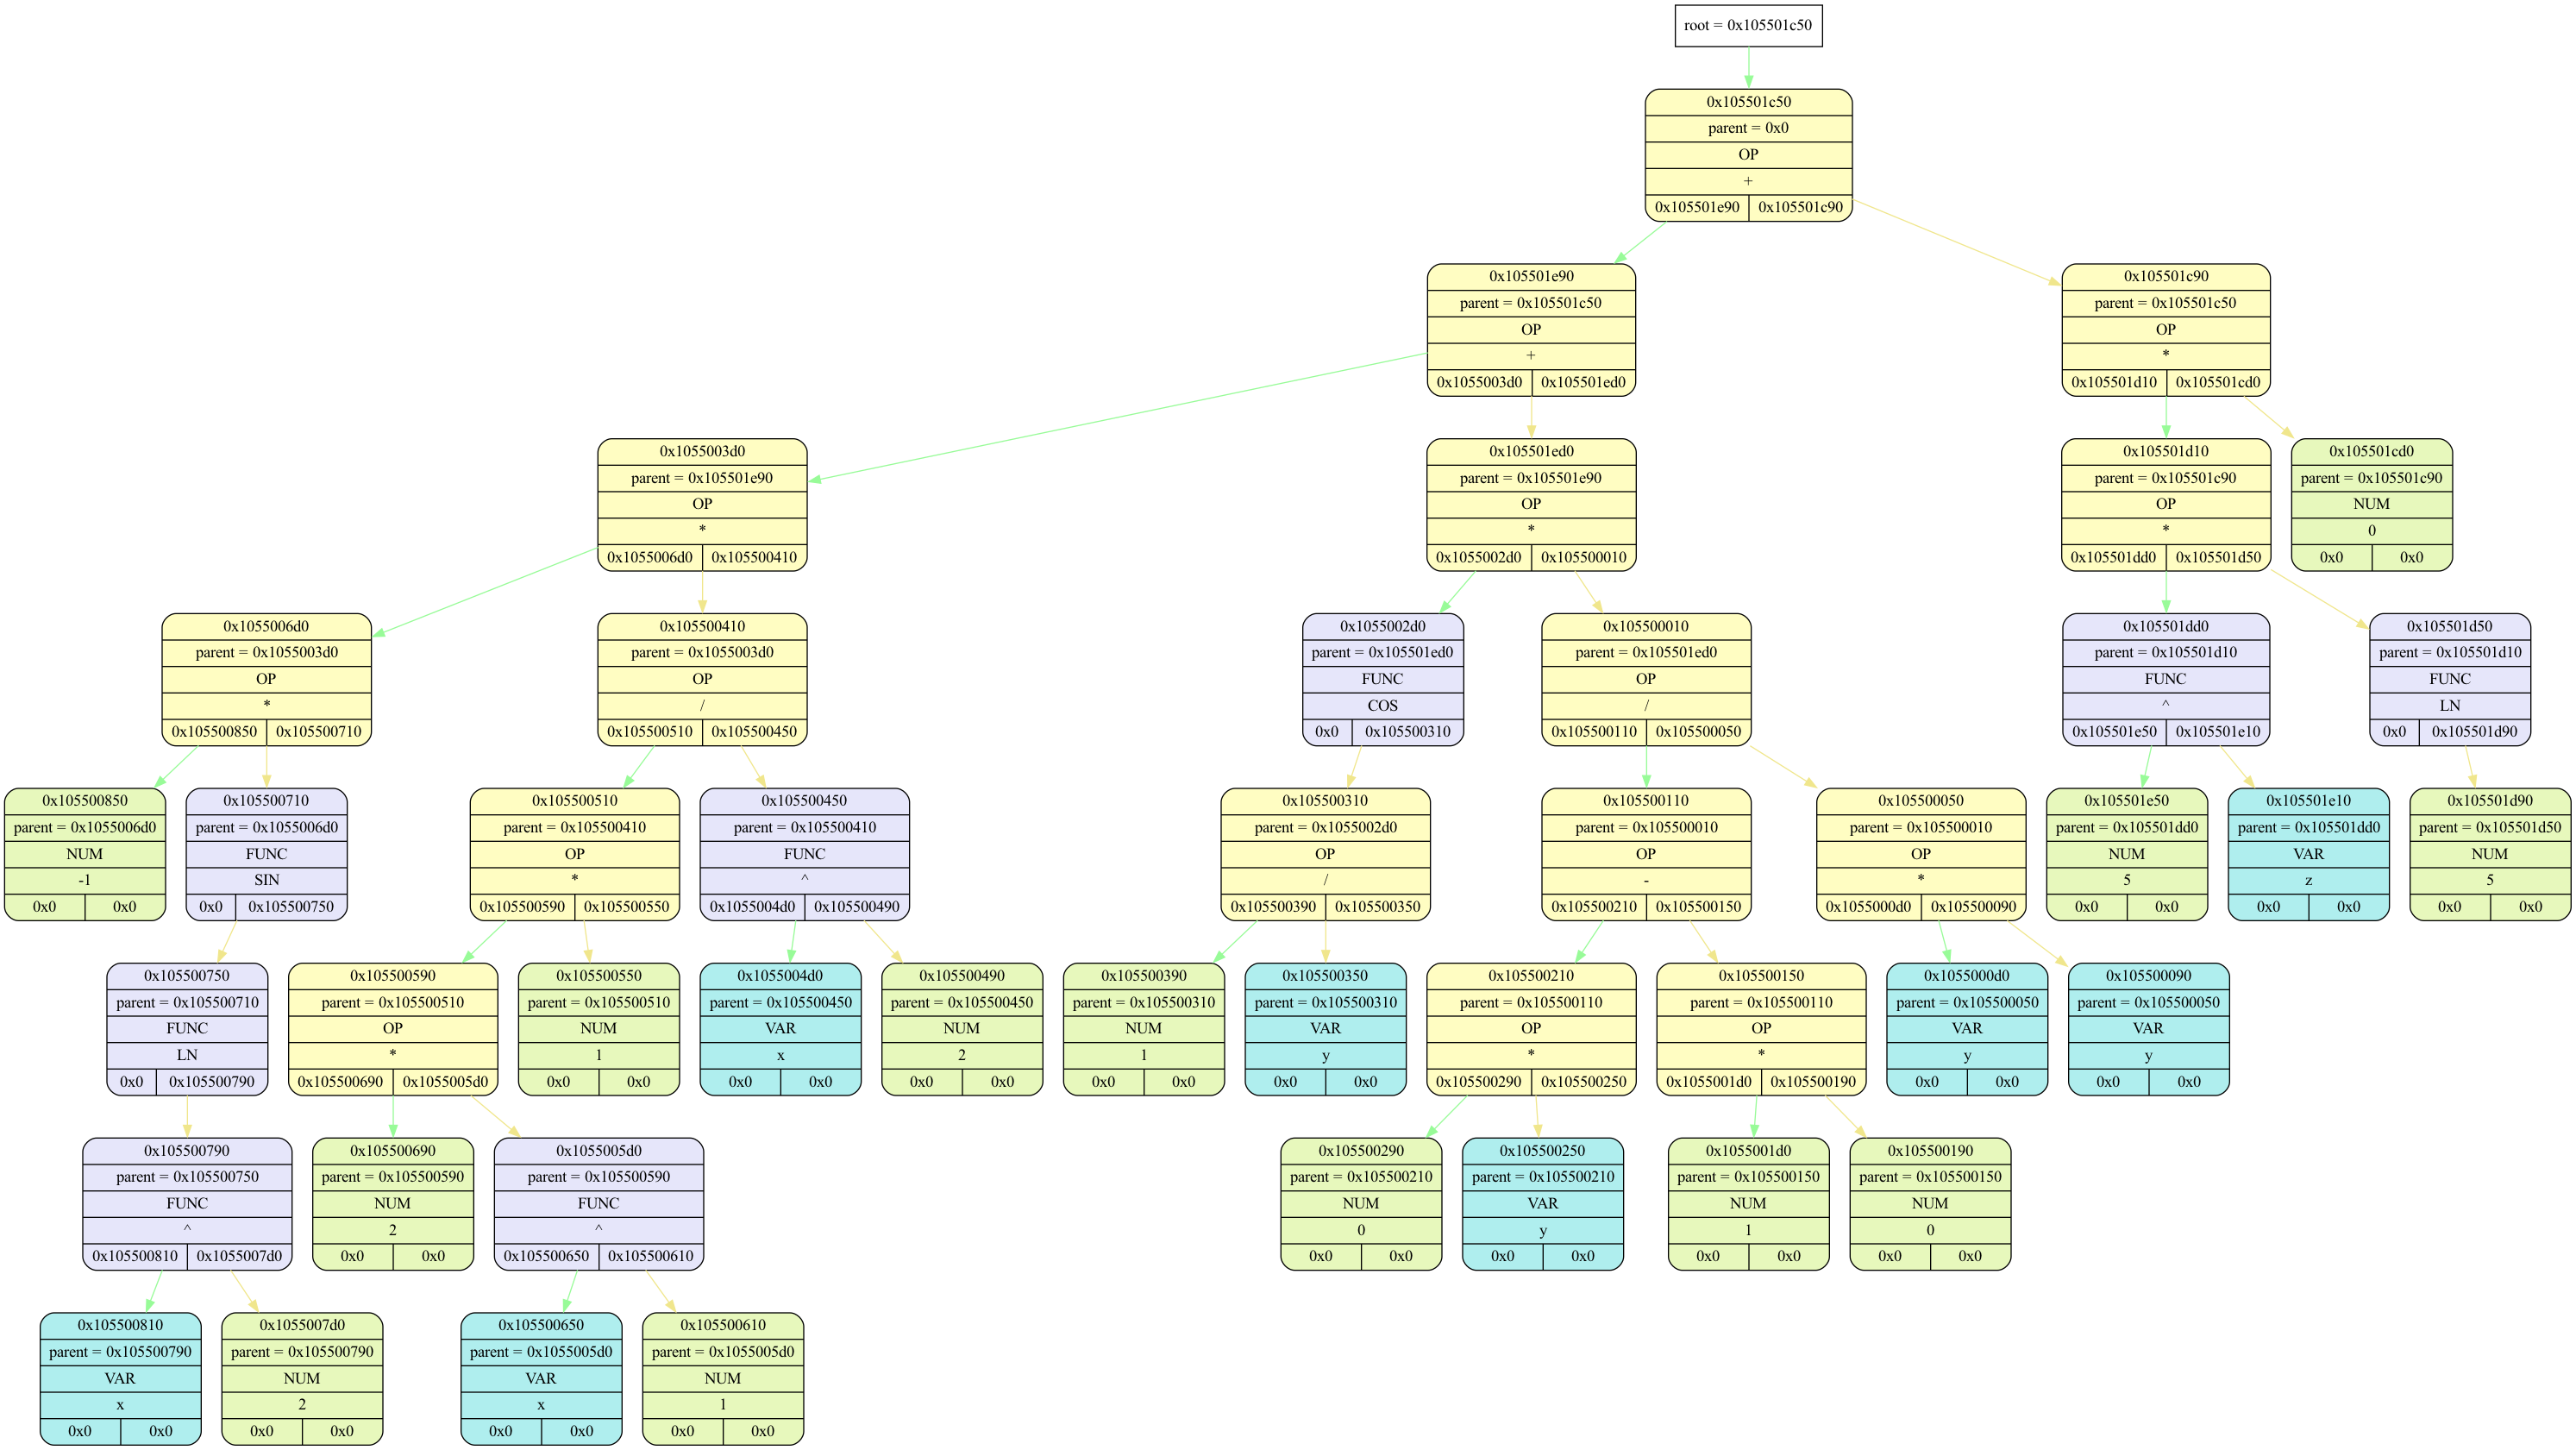 root = 0x105501c50
0x105501c50
parent = 0x0
OP
+
0x105501e90 0x105501c90
0x105501e90
parent = 0x105501c50
OP
+
0x1055003d0 0x105501ed0
0x105501c90
parent = 0x105501c50
OP
*
0x105501d10 0x105501cd0
0x1055003d0
parent = 0x105501e90
OP
*
0x1055006d0 0x105500410
0x105501ed0
parent = 0x105501e90
OP
*
0x1055002d0 0x105500010
0x105501d10
parent = 0x105501c90
OP
*
0x105501dd0 0x105501d50
0x105501cd0
parent = 0x105501c90
NUM
0
0x0 0x0
0x1055006d0
parent = 0x1055003d0
OP
*
0x105500850 0x105500710
0x105500410
parent = 0x1055003d0
OP
/
0x105500510 0x105500450
0x1055002d0
parent = 0x105501ed0
FUNC
COS
0x0 0x105500310
0x105500010
parent = 0x105501ed0
OP
/
0x105500110 0x105500050
0x105501dd0
parent = 0x105501d10
FUNC
^
0x105501e50 0x105501e10
0x105501d50
parent = 0x105501d10
FUNC
LN
0x0 0x105501d90
0x105500850
parent = 0x1055006d0
NUM
-1
0x0 0x0
0x105500710
parent = 0x1055006d0
FUNC
SIN
0x0 0x105500750
0x105500510
parent = 0x105500410
OP
*
0x105500590 0x105500550
0x105500450
parent = 0x105500410
FUNC
^
0x1055004d0 0x105500490
0x105500310
parent = 0x1055002d0
OP
/
0x105500390 0x105500350
0x105500110
parent = 0x105500010
OP
-
0x105500210 0x105500150
0x105500050
parent = 0x105500010
OP
*
0x1055000d0 0x105500090
0x105501e50
parent = 0x105501dd0
NUM
5
0x0 0x0
0x105501e10
parent = 0x105501dd0
VAR
z
0x0 0x0
0x105501d90
parent = 0x105501d50
NUM
5
0x0 0x0
0x105500750
parent = 0x105500710
FUNC
LN
0x0 0x105500790
0x105500590
parent = 0x105500510
OP
*
0x105500690 0x1055005d0
0x105500550
parent = 0x105500510
NUM
1
0x0 0x0
0x1055004d0
parent = 0x105500450
VAR
x
0x0 0x0
0x105500490
parent = 0x105500450
NUM
2
0x0 0x0
0x105500390
parent = 0x105500310
NUM
1
0x0 0x0
0x105500350
parent = 0x105500310
VAR
y
0x0 0x0
0x105500210
parent = 0x105500110
OP
*
0x105500290 0x105500250
0x105500150
parent = 0x105500110
OP
*
0x1055001d0 0x105500190
0x1055000d0
parent = 0x105500050
VAR
y
0x0 0x0
0x105500090
parent = 0x105500050
VAR
y
0x0 0x0
0x105500790
parent = 0x105500750
FUNC
^
0x105500810 0x1055007d0
0x105500690
parent = 0x105500590
NUM
2
0x0 0x0
0x1055005d0
parent = 0x105500590
FUNC
^
0x105500650 0x105500610
0x105500290
parent = 0x105500210
NUM
0
0x0 0x0
0x105500250
parent = 0x105500210
VAR
y
0x0 0x0
0x1055001d0
parent = 0x105500150
NUM
1
0x0 0x0
0x105500190
parent = 0x105500150
NUM
0
0x0 0x0
0x105500810
parent = 0x105500790
VAR
x
0x0 0x0
0x1055007d0
parent = 0x105500790
NUM
2
0x0 0x0
0x105500650
parent = 0x1055005d0
VAR
x
0x0 0x0
0x105500610
parent = 0x1055005d0
NUM
1
0x0 0x0